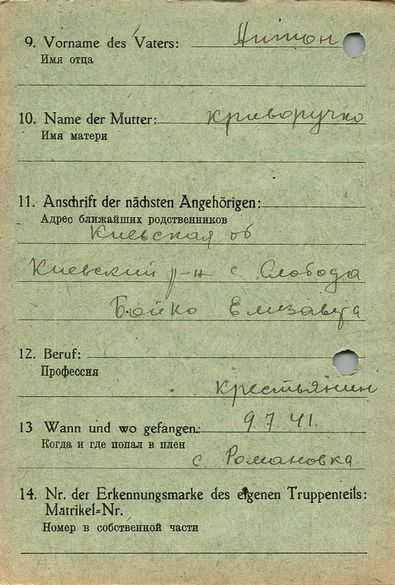 9. Vorname des Vaters: Антон
Имя отца
10. Name der Mutter: Криворучко
Имя матери
11. Anschrift der nächsten Angehörigen:
Адрес ближайших родственников
Киевская об
Киевский р-н с. Слобода
Бойко Елизавета
12. Beruf:
Профессия
крестьянин
13 Wann und wo gefangen: 9 7 41.
Когда и где попал в плен
с. Романовка
14. Nr. der Erkennungsmarke des eigenen Truppenteils:
Matrikel-Nr.
Номер в собственной части